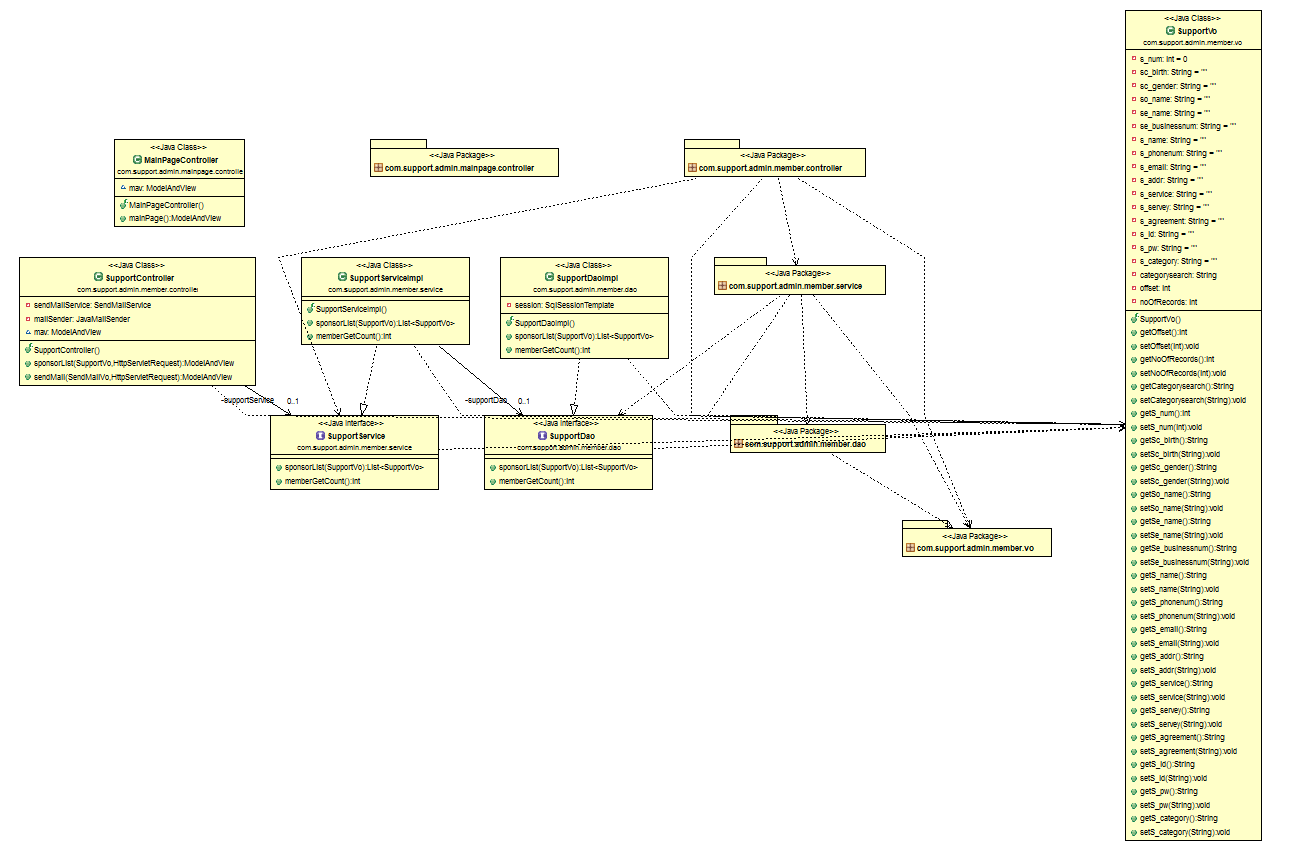 <<Java Class>>
MainPageController
com.support.admin.mainpage.controlle
mav: ModelAndView
MainPageController()
mainPage():ModelAndView
<<Java Package>>
com.support.admin.mainpage.controller
<<Java Package>>
com.support.admin.member.controller
<<Java Class>>
SupportController
com.support.admin.member.controller
sendMailService: SendMailService
mailSender: JavaMailSender
mav: ModelAndView
SupportController()
sponsorList(SupportVo,HttpServletRequest):ModelAndView
sendMail(SendMailVo,HttpServletRequest):ModelAndView
<<Java Class>>
SupportServiceImpl
com.support.admin.member.service
SupportServiceImpl()
sponsorList(SupportVo):List<SupportVo>
memberGetCount():int
<<Java Class>>
SupportDaoImpl
com.support.admin.member.dao
session: SqlSessionTemplate
SupportDaoImpl()
sponsorList(SupportVo):List<SupportVo>
memberGetCount():int
<<Java Package>>
com.support.admin.member.service
-supportService 0..1
-supportDao 0..1
<<Java Interface>>
SupportService
com.support.admin.member.service
sponsorList(SupportVo):List<SupportVo>
memberGetCount():int
<<Java Interface>>
SupportDao
com.support.admin.member.dao
sponsorList(SupportVo):List<SupportVo>
memberGetCount():int
<<Java Package>>
com.support.admin.member.dao
<<Java Package>>
com.support.admin.member.vo
<<Java Class>>
SupportVo
com.support.admin.member.vo
s_num: int = 0
sc_birth: String = ""
sc_gender: String = ""
so_name: String = ""
se_name: String = ""
se_businessnum: String = ""
s_name: String = ""
s_phonenum: String = ""
s_email: String = ""
s_addr: String = ""
s_service: String = ""
s_servey: String = ""
s_agreement: String = ""
s_id: String = ""
s_pw: String = ""
s_category: String = ""
categorysearch: String
offset: int
noOfRecords: int
SupportVo()
getOffset():int
setOffset(int):void
getNoOfRecords():int
setNoOfRecords(int):void
getCategorysearch():String
setCategorysearch(String):void
getS_num():int
setS_num(int):void
getSc_birth():String
setSc_birth(String):void
getSc_gender():String
setSc_gender(String):void
getSo_name():String
setSo_name(String):void
getSe_name():String
setSe_name(String):void
getSe_businessnum():String
setSe_businessnum(String):void
getS_name():String
setS_name(String):void
getS_phonenum():String
setS_phonenum(String):void
getS_email():String
setS_email(String):void
getS_addr():String
setS_addr(String):void
getS_service():String
setS_service(String):void
getS_servey():String
setS_servey(String):void
getS_agreement():String
setS_agreement(String):void
getS_id():String
setS_id(String):void
getS_pw():String
setS_pw(String):void
getS_category():String
setS_category(String):void